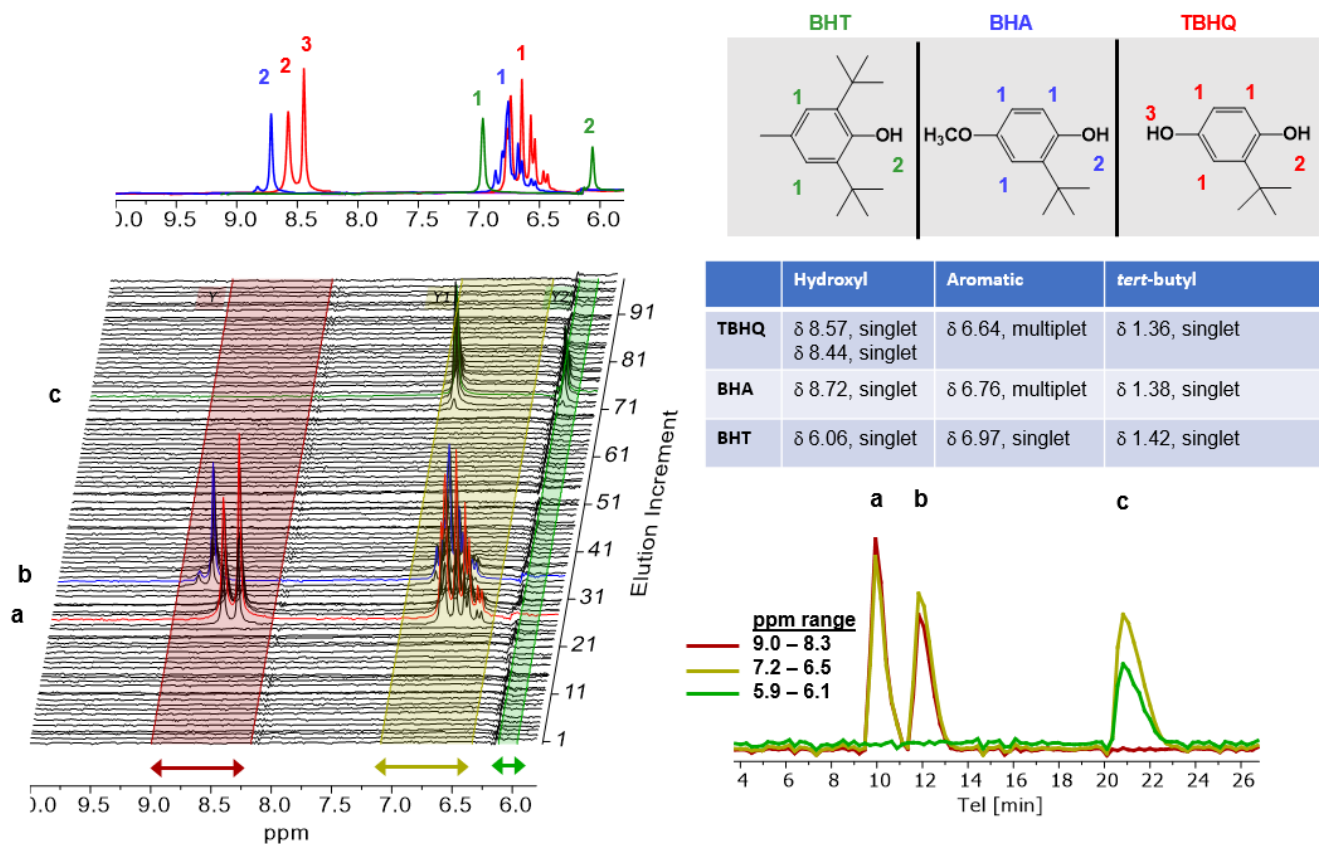 3
2
2
1
1
1
2
0.0 9.0 8.5 8.0 7.5 7.0 6.5 6.0
BHT BHA TBHQ
1
OH
2
1
1 1
H₃CO
OH
1 2
1 1
3
HO
OH
1 2
Hydroxyl Aromatic tert-butyl
TBHQ δ 8.57, singlet δ 6.64, multiplet δ 1.36, singlet
δ 8.44, singlet
BHA δ 8.72, singlet δ 6.76, multiplet δ 1.38, singlet
BHT δ 6.06, singlet δ 6.97, singlet δ 1.42, singlet
Y Y1 Y2
c
b
a
91
81
71
61
51
41
31
21
11
1
Elution Increment
0.0 9.0 8.5 8.0 7.5 7.0 6.5 6.0
ppm
a b c
ppm range
9.0 – 8.3
7.2 – 6.5
5.9 – 6.1
4 6 8 10 12 14 16 18 20 22 24 26
Tel [min]